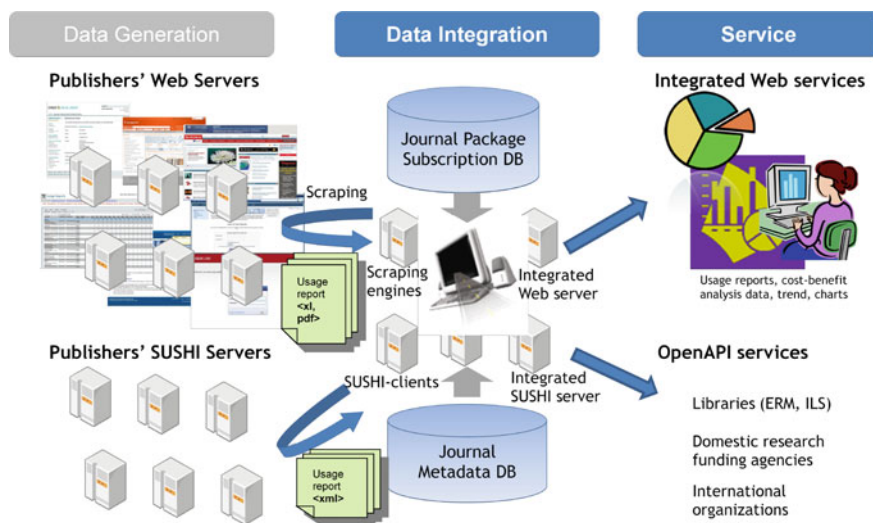 Data Generation
Data Integration
Service
Publishers' Web Servers
Integrated Web services
Journal Package
Subscription DB
Scraping
Scraping
engines
Integrated
Web server
Usage
report
<xl,
pdf>
Usage reports, cost-benefit
analysis data, trend, charts
Publishers' SUSHI Servers
OpenAPI services
SUSHI-clients
Integrated
SUSHI server
Libraries (ERM, ILS)
Domestic research
funding agencies
International
organizations
Journal
Metadata DB
Usage
report
<xml>